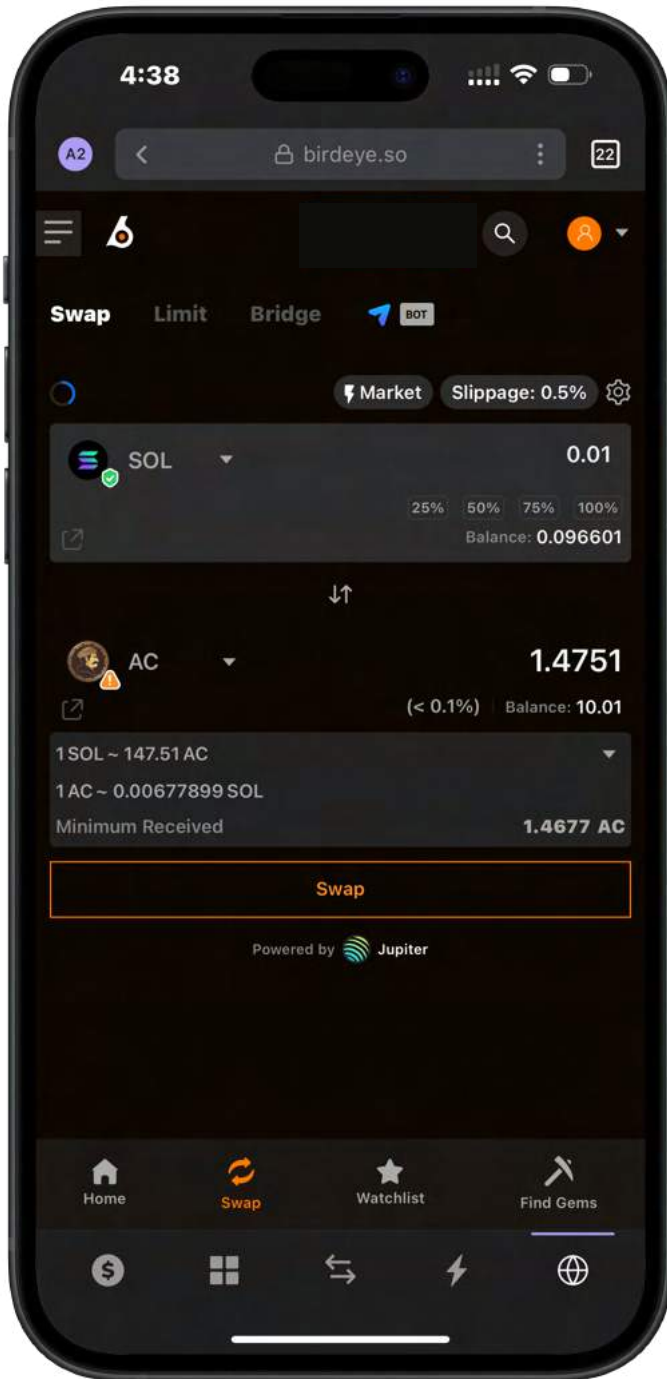 4:38
A2 birdeye.so 22
Swap Limit Bridge BOT
Market Slippage: 0.5%
SOL 0.01
25% 50% 75% 100%
Balance: 0.096601
AC 1.4751
(< 0.1%) Balance: 10.01
1 SOL ~ 147.51 AC
1 AC ~ 0.00677899 SOL
Minimum Received 1.4677 AC
Swap
Powered by Jupiter
Home Swap Watchlist Find Gems